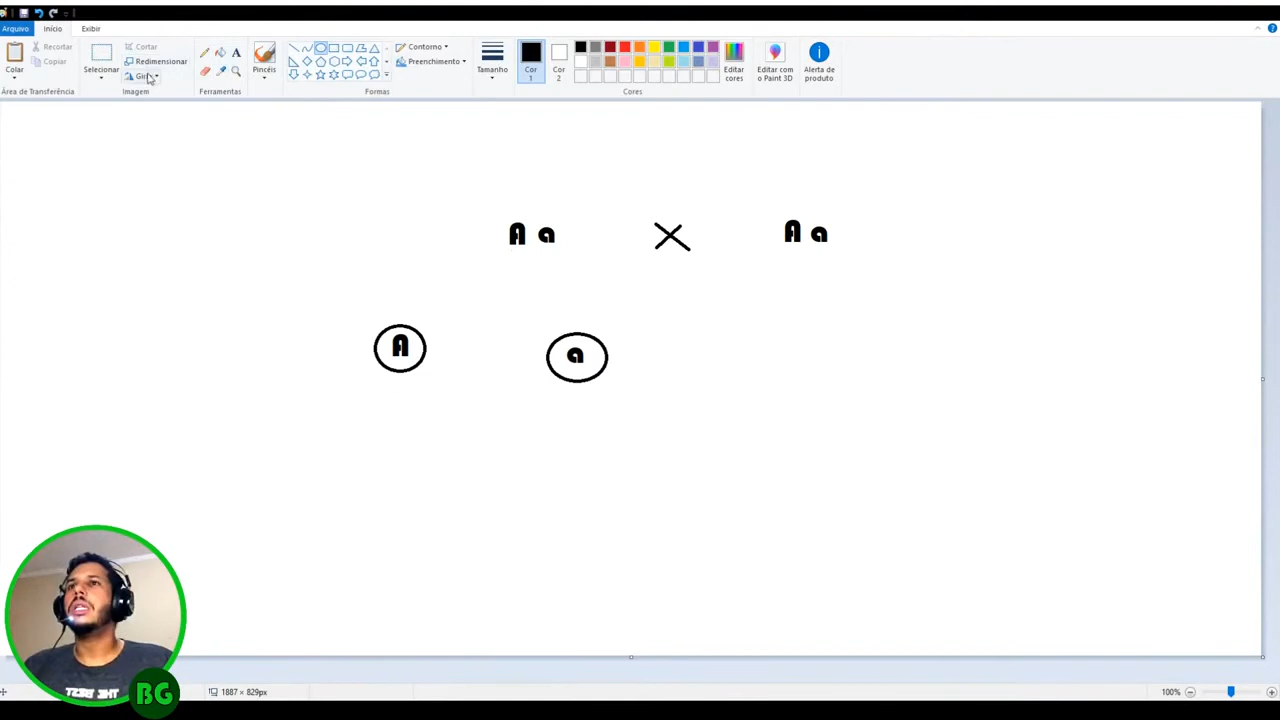 Arquivo Início Exibir
Colar
Recortar
Copiar
Área de Transferência
Selecionar
Cortar
Redimensionar
Girar
Imagem
A
Ferramentas
Pincéis
Contorno
Preenchimento
Formas
Tamanho
Cor 1
Cor 2
Editar cores
Cores
Editar com o Paint 3D
Alerta de produto
A a X A a
A a
THE BEST
BG
1887 × 829px
100%